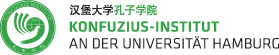 汉堡大学孔子学院
KONFUZIUS-INSTITUT
AN DER UNIVERSITÄT HAMBURG